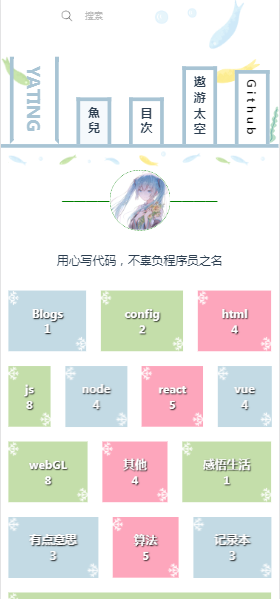 搜索
YATING
魚兒
目次
遨游太空
Github
用心写代码，不辜负程序员之名
Blogs
1
config
2
html
4
js
8
node
4
react
5
vue
4
webGL
8
其他
4
感悟生活
1
有点意思
3
算法
5
记录本
3